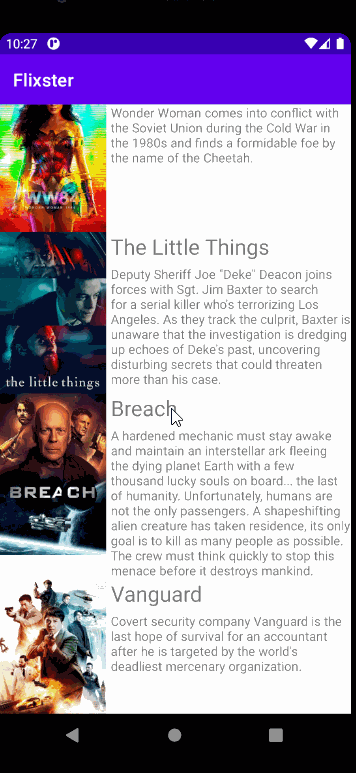 10:27
Flixster
Wonder Woman comes into conflict with
the Soviet Union during the Cold War in
the 1980s and finds a formidable foe by
the name of the Cheetah.
WW84
The Little Things
Deputy Sheriff Joe "Deke" Deacon joins
forces with Sgt. Jim Baxter to search
for a serial killer who's terrorizing Los
Angeles. As they track the culprit, Baxter is
unaware that the investigation is dredging
up echoes of Deke's past, uncovering
disturbing secrets that could threaten
more than his case.
the little things
Breach
A hardened mechanic must stay awake
and maintain an interstellar ark fleeing
the dying planet Earth with a few
thousand lucky souls on board... the last
of humanity. Unfortunately, humans are
not the only passengers. A shapeshifting
alien creature has taken residence, its only
goal is to kill as many people as possible.
The crew must think quickly to stop this
menace before it destroys mankind.
BREACH
Vanguard
Covert security company Vanguard is the
last hope of survival for an accountant
after he is targeted by the world's
deadliest mercenary organization.